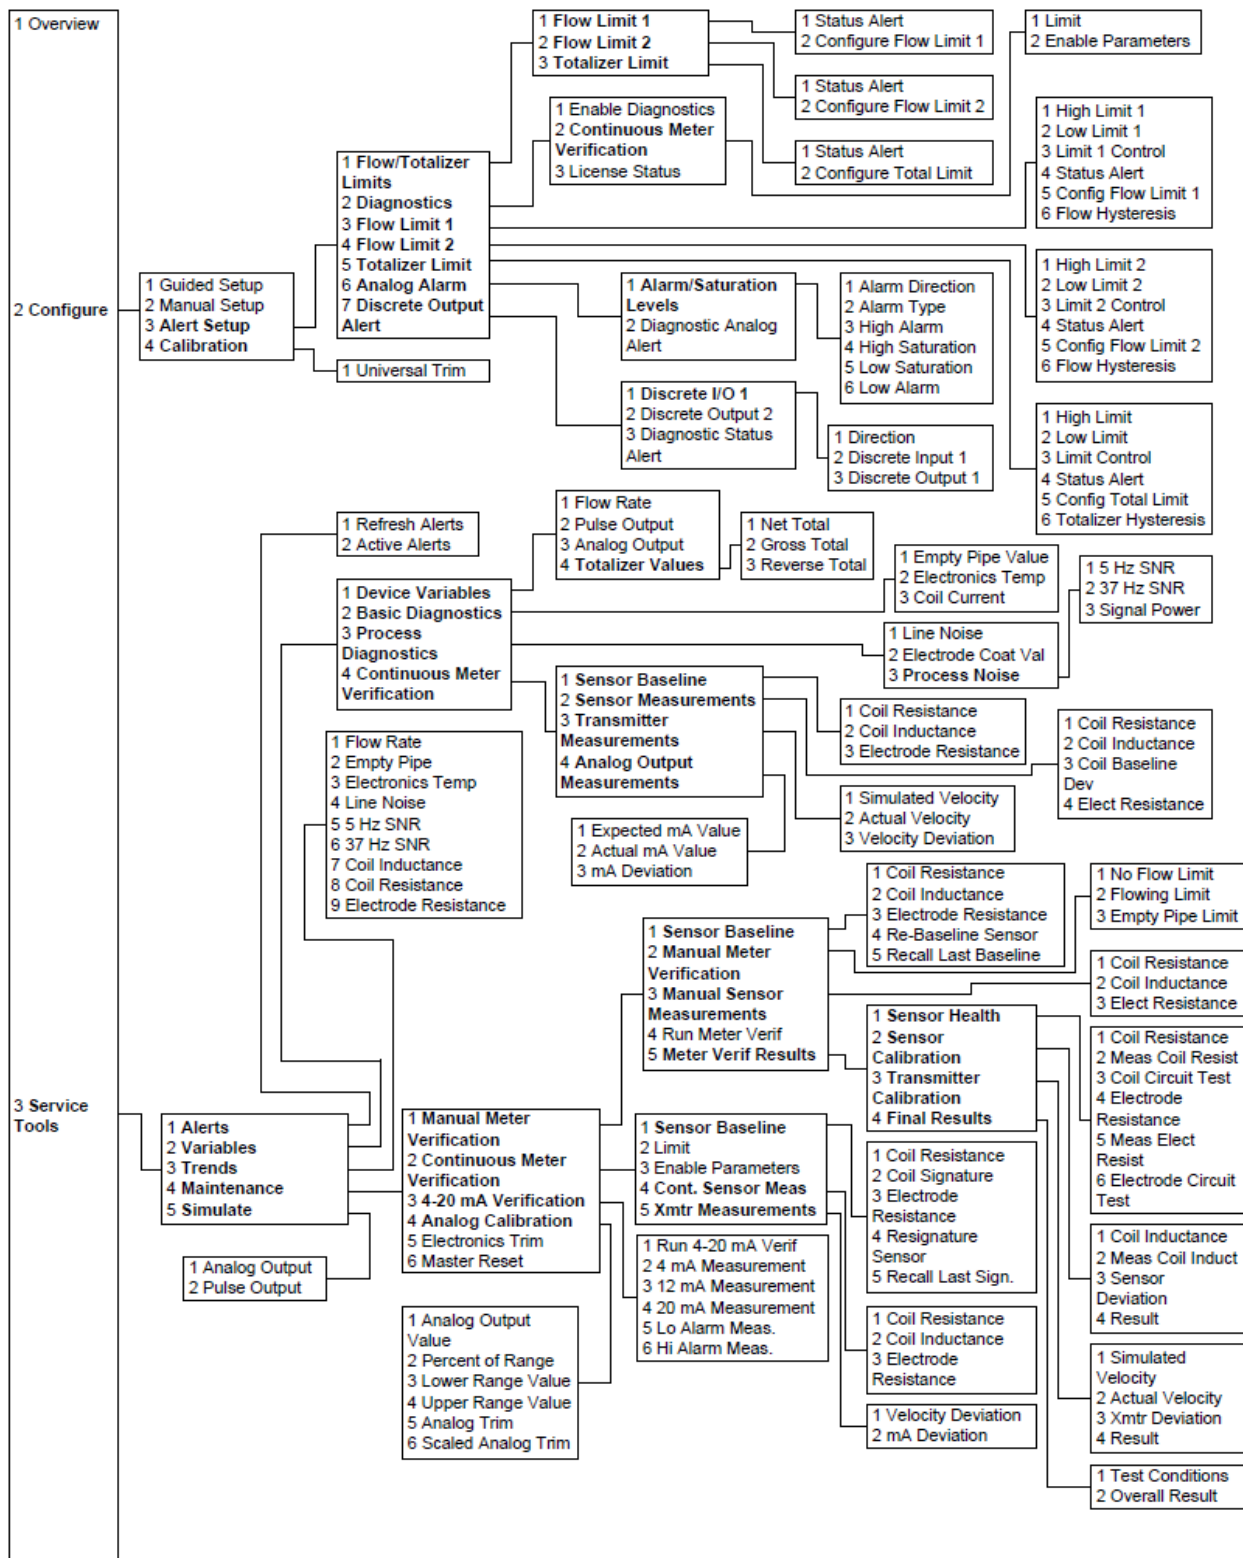 1 Overview
2 Configure
3 Service
Tools
1 Guided Setup
2 Manual Setup
3 Alert Setup
4 Calibration
1 Flow/Totalizer
Limits
2 Diagnostics
3 Flow Limit 1
4 Flow Limit 2
5 Totalizer Limit
6 Analog Alarm
7 Discrete Output
Alert
1 Universal Trim
1 Flow Limit 1
2 Flow Limit 2
3 Totalizer Limit
1 Enable Diagnostics
2 Continuous Meter
Verification
3 License Status
1 Status Alert
2 Configure Flow Limit 1
1 Status Alert
2 Configure Flow Limit 2
1 Status Alert
2 Configure Total Limit
1 Limit
2 Enable Parameters
1 High Limit 1
2 Low Limit 1
3 Limit 1 Control
4 Status Alert
5 Config Flow Limit 1
6 Flow Hysteresis
1 High Limit 2
2 Low Limit 2
3 Limit 2 Control
4 Status Alert
5 Config Flow Limit 2
6 Flow Hysteresis
1 High Limit
2 Low Limit
3 Limit Control
4 Status Alert
5 Config Total Limit
6 Totalizer Hysteresis
1 Alarm/Saturation
Levels
2 Diagnostic Analog
Alert
1 Alarm Direction
2 Alarm Type
3 High Alarm
4 High Saturation
5 Low Saturation
6 Low Alarm
1 Discrete I/O 1
2 Discrete Output 2
3 Diagnostic Status
Alert
1 Direction
2 Discrete Input 1
3 Discrete Output 1
1 Refresh Alerts
2 Active Alerts
1 Device Variables
2 Basic Diagnostics
3 Process
Diagnostics
4 Continuous Meter
Verification
1 Flow Rate
2 Pulse Output
3 Analog Output
4 Totalizer Values
1 Net Total
2 Gross Total
3 Reverse Total
1 Empty Pipe Value
2 Electronics Temp
3 Coil Current
1 5 Hz SNR
2 37 Hz SNR
3 Signal Power
1 Line Noise
2 Electrode Coat Val
3 Process Noise
1 Sensor Baseline
2 Sensor Measurements
3 Transmitter
Measurements
4 Analog Output
Measurements
1 Coil Resistance
2 Coil Inductance
3 Electrode Resistance
1 Coil Resistance
2 Coil Inductance
3 Coil Baseline
Dev
4 Elect Resistance
1 Simulated Velocity
2 Actual Velocity
3 Velocity Deviation
1 Expected mA Value
2 Actual mA Value
3 mA Deviation
1 Flow Rate
2 Empty Pipe
3 Electronics Temp
4 Line Noise
5 5 Hz SNR
6 37 Hz SNR
7 Coil Inductance
8 Coil Resistance
9 Electrode Resistance
1 Alerts
2 Variables
3 Trends
4 Maintenance
5 Simulate
1 Analog Output
2 Pulse Output
1 Manual Meter
Verification
2 Continuous Meter
Verification
3 4-20 mA Verification
4 Analog Calibration
5 Electronics Trim
6 Master Reset
1 Analog Output
Value
2 Percent of Range
3 Lower Range Value
4 Upper Range Value
5 Analog Trim
6 Scaled Analog Trim
1 Sensor Baseline
2 Manual Meter
Verification
3 Manual Sensor
Measurements
4 Run Meter Verif
5 Meter Verif Results
1 Coil Resistance
2 Coil Inductance
3 Electrode Resistance
4 Re-Baseline Sensor
5 Recall Last Baseline
1 No Flow Limit
2 Flowing Limit
3 Empty Pipe Limit
1 Coil Resistance
2 Coil Inductance
3 Elect Resistance
1 Sensor Health
2 Sensor
Calibration
3 Transmitter
Calibration
4 Final Results
1 Coil Resistance
2 Meas Coil Resist
3 Coil Circuit Test
4 Electrode
Resistance
5 Meas Elect
Resist
6 Electrode Circuit
Test
1 Coil Inductance
2 Meas Coil Induct
3 Sensor
Deviation
4 Result
1 Simulated
Velocity
2 Actual Velocity
3 Xmtr Deviation
4 Result
1 Test Conditions
2 Overall Result
1 Sensor Baseline
2 Limit
3 Enable Parameters
4 Cont. Sensor Meas
5 Xmtr Measurements
1 Coil Resistance
2 Coil Signature
3 Electrode
Resistance
4 Resignature
Sensor
5 Recall Last Sign.
1 Coil Resistance
2 Coil Inductance
3 Electrode
Resistance
1 Velocity Deviation
2 mA Deviation
1 Run 4-20 mA Verif
2 4 mA Measurement
3 12 mA Measurement
4 20 mA Measurement
5 Lo Alarm Meas.
6 Hi Alarm Meas.